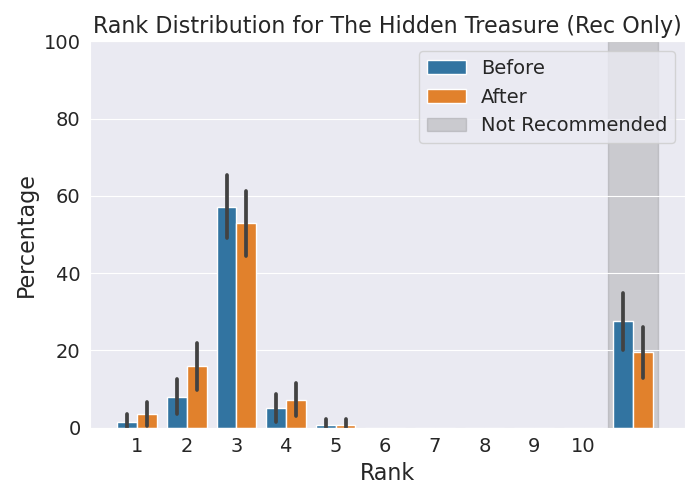 Rank Distribution for The Hidden Treasure (Rec Only)
100
80
60
40
20
0
Percentage
Before
After
Not Recommended
1 2 3 4 5 6 7 8 9 10
Rank